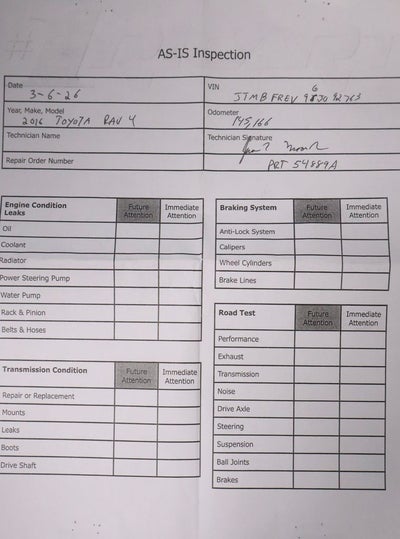 AS-IS Inspection
Date
3-6-26
VIN
6
JTMB FREV
Year, Make, Model
2016 TOYOTA RAV 4
Odometer
145,166
Technician Name
Technician Signature
Repair Order Number
PRT 54889A
Engine Condition
Leaks
Future Attention
Immediate Attention
Oil
Coolant
Radiator
Power Steering Pump
Water Pump
Rack & Pinion
Belts & Hoses
Transmission Condition
Future Attention
Immediate Attention
Repair or Replacement
Mounts
Leaks
Boots
Drive Shaft
Braking System
Future Attention
Immediate Attention
Anti-Lock System
Calipers
Wheel Cylinders
Brake Lines
Road Test
Future Attention
Immediate Attention
Performance
Exhaust
Transmission
Noise
Drive Axle
Steering
Suspension
Ball Joints
Brakes